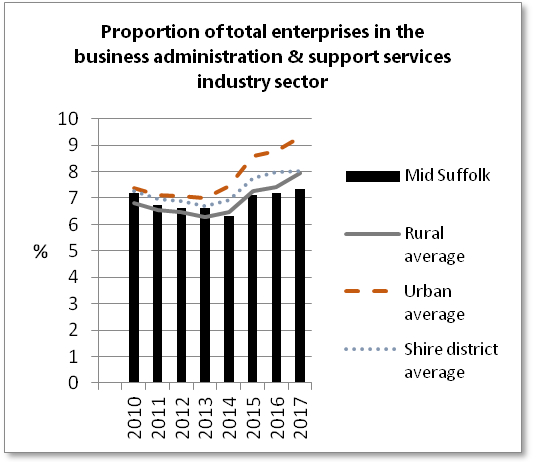 Proportion of total enterprises in the
business administration & support services
industry sector
10
9
8
7
6
5
4
3
2
1
0
%
2010
2011
2012
2013
2014
2015
2016
2017
Mid Suffolk
Rural
average
Urban
average
Shire district
average